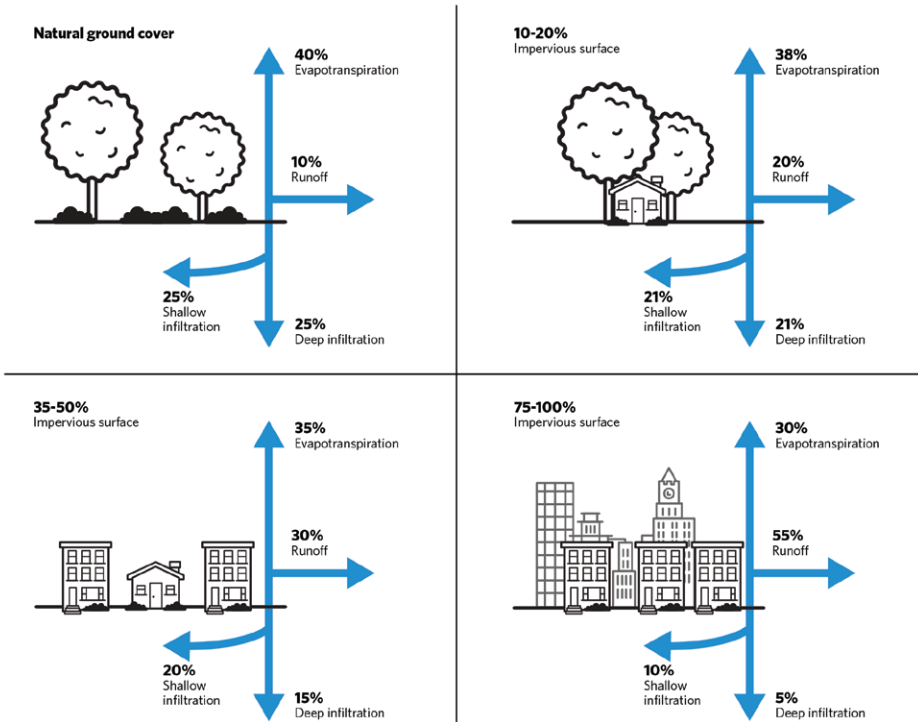 Natural ground cover
40%
Evapotranspiration
10%
Runoff
25%
Shallow
infiltration
25%
Deep infiltration
10-20%
Impervious surface
38%
Evapotranspiration
20%
Runoff
21%
Shallow
infiltration
21%
Deep infiltration
35-50%
Impervious surface
35%
Evapotranspiration
30%
Runoff
20%
Shallow
infiltration
15%
Deep infiltration
75-100%
Impervious surface
30%
Evapotranspiration
55%
Runoff
10%
Shallow
infiltration
5%
Deep infiltration